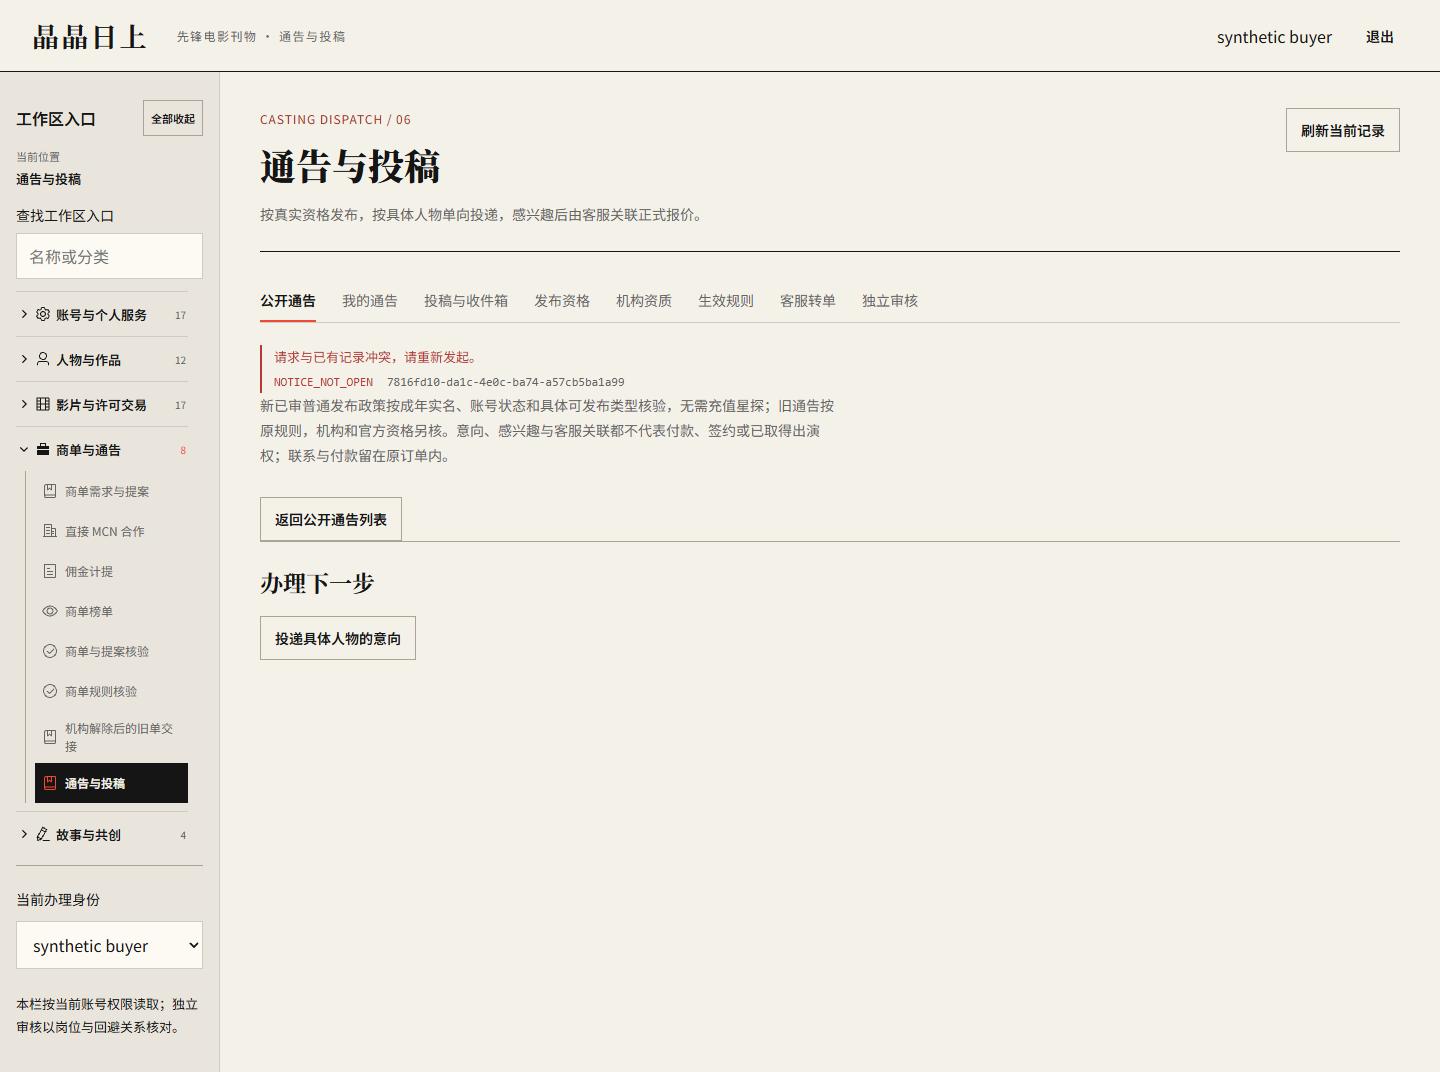 晶晶日上
先锋电影刊物 • 通告与投稿
synthetic buyer
退出
工作区入口
全部收起
当前位置
通告与投稿
查找工作区入口
名称或分类
账号与个人服务 17
人物与作品 12
影片与许可交易 17
商单与通告 8
商单需求与提案
直接 MCN 合作
佣金计提
商单榜单
商单与提案核验
商单规则核验
机构解除后的旧单交
接
通告与投稿
故事与共创 4
当前办理身份
synthetic buyer
本栏按当前账号权限读取；独立
审核以岗位与回避关系核对。
CASTING DISPATCH / 06
通告与投稿
按真实资格发布，按具体人物单向投递，感兴趣后由客服关联正式报价。
刷新当前记录
公开通告 我的通告 投稿与收件箱 发布资格 机构资质 生效规则 客服转单 独立审核
请求与已有记录冲突，请重新发起。
NOTICE_NOT_OPEN 7816fd10-da1c-4e0c-ba74-a57cb5ba1a99
新已审普通发布政策按成年实名、账号状态和具体可发布类型核验，无需充值星探；旧通告按
原规则，机构和官方资格另核。意向、感兴趣与客服关联都不代表付款、签约或已取得出演
权；联系与付款留在原订单内。
返回公开通告列表
办理下一步
投递具体人物的意向